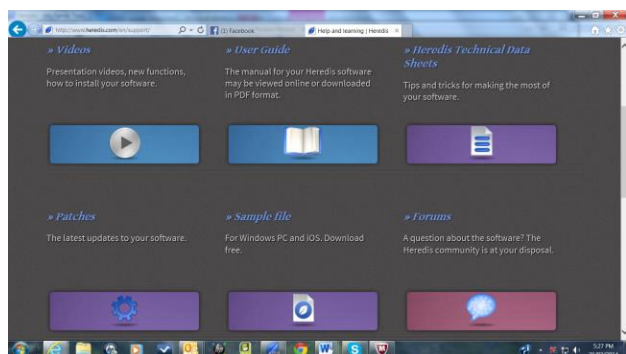 http://www.heredis.com/en/support/
(1) Facebook
Help and learning | Heredis
» Videos
Presentation videos, new functions,
how to install your software.
» User Guide
The manual for your Heredis software
may be viewed online or downloaded
in PDF format.
» Heredis Technical Data
Sheets
Tips and tricks for making the most of
your software.
» Patches
The latest updates to your software.
» Sample file
For Windows PC and iOS. Download
free.
» Forums
A question about the software? The
Heredis community is at your disposal.
5:27 PM